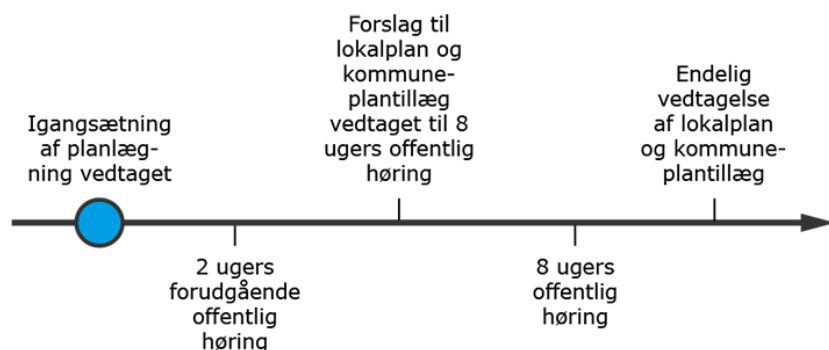 Igangsætning
af planlæg-
ning vedtaget
2 ugers
forudgående
offentlig
høring
Forslag til
lokalplan og
kommune-
plantillæg
vedtaget til 8
ugers offentlig
høring
8 ugers
offentlig
høring
Endelig
vedtagelse
af lokalplan
og kommune-
plantillæg